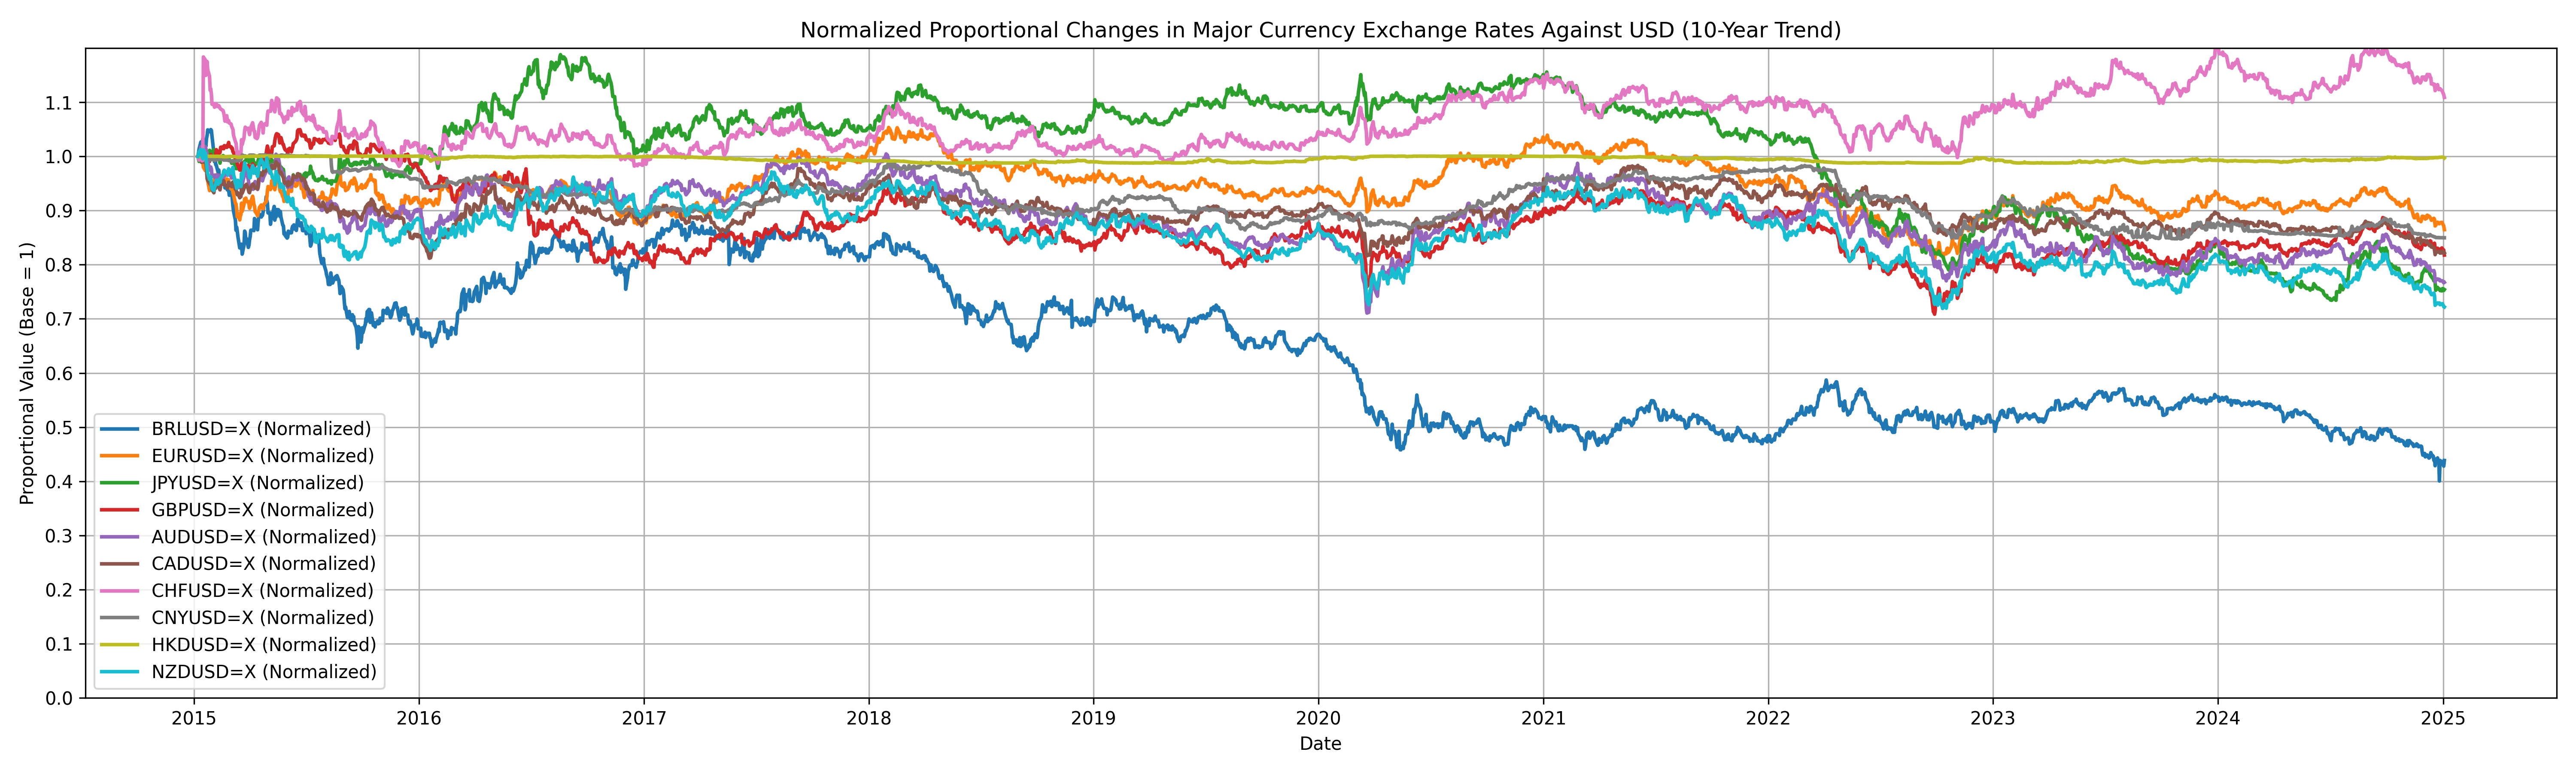 Normalized Proportional Changes in Major Currency Exchange Rates Against USD (10-Year Trend)
Proportional Value (Base = 1)
1.1
1.0
0.9
0.8
0.7
0.6
0.5
0.4
0.3
0.2
0.1
0.0
BRLUSD=X (Normalized)
EURUSD=X (Normalized)
JPYUSD=X (Normalized)
GBPUSD=X (Normalized)
AUDUSD=X (Normalized)
CADUSD=X (Normalized)
CHFUSD=X (Normalized)
CNYUSD=X (Normalized)
HKDUSD=X (Normalized)
NZDUSD=X (Normalized)
2015 2016 2017 2018 2019 2020 2021 2022 2023 2024 2025
Date